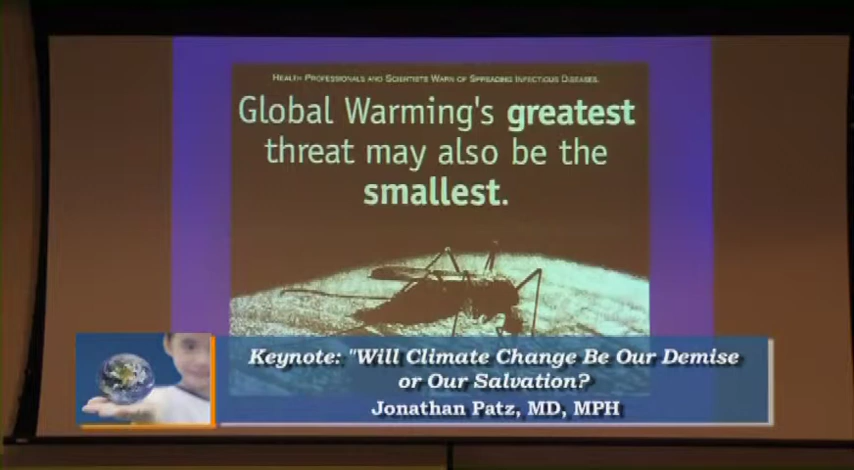 HEALTH PROFESSIONALS AND SCIENTISTS WARN OF SPREADING INFECTIOUS DISEASES.
Global Warming's greatest
threat may also be the
smallest.
Keynote: "Will Climate Change Be Our Demise
or Our Salvation?
Jonathan Patz, MD, MPH